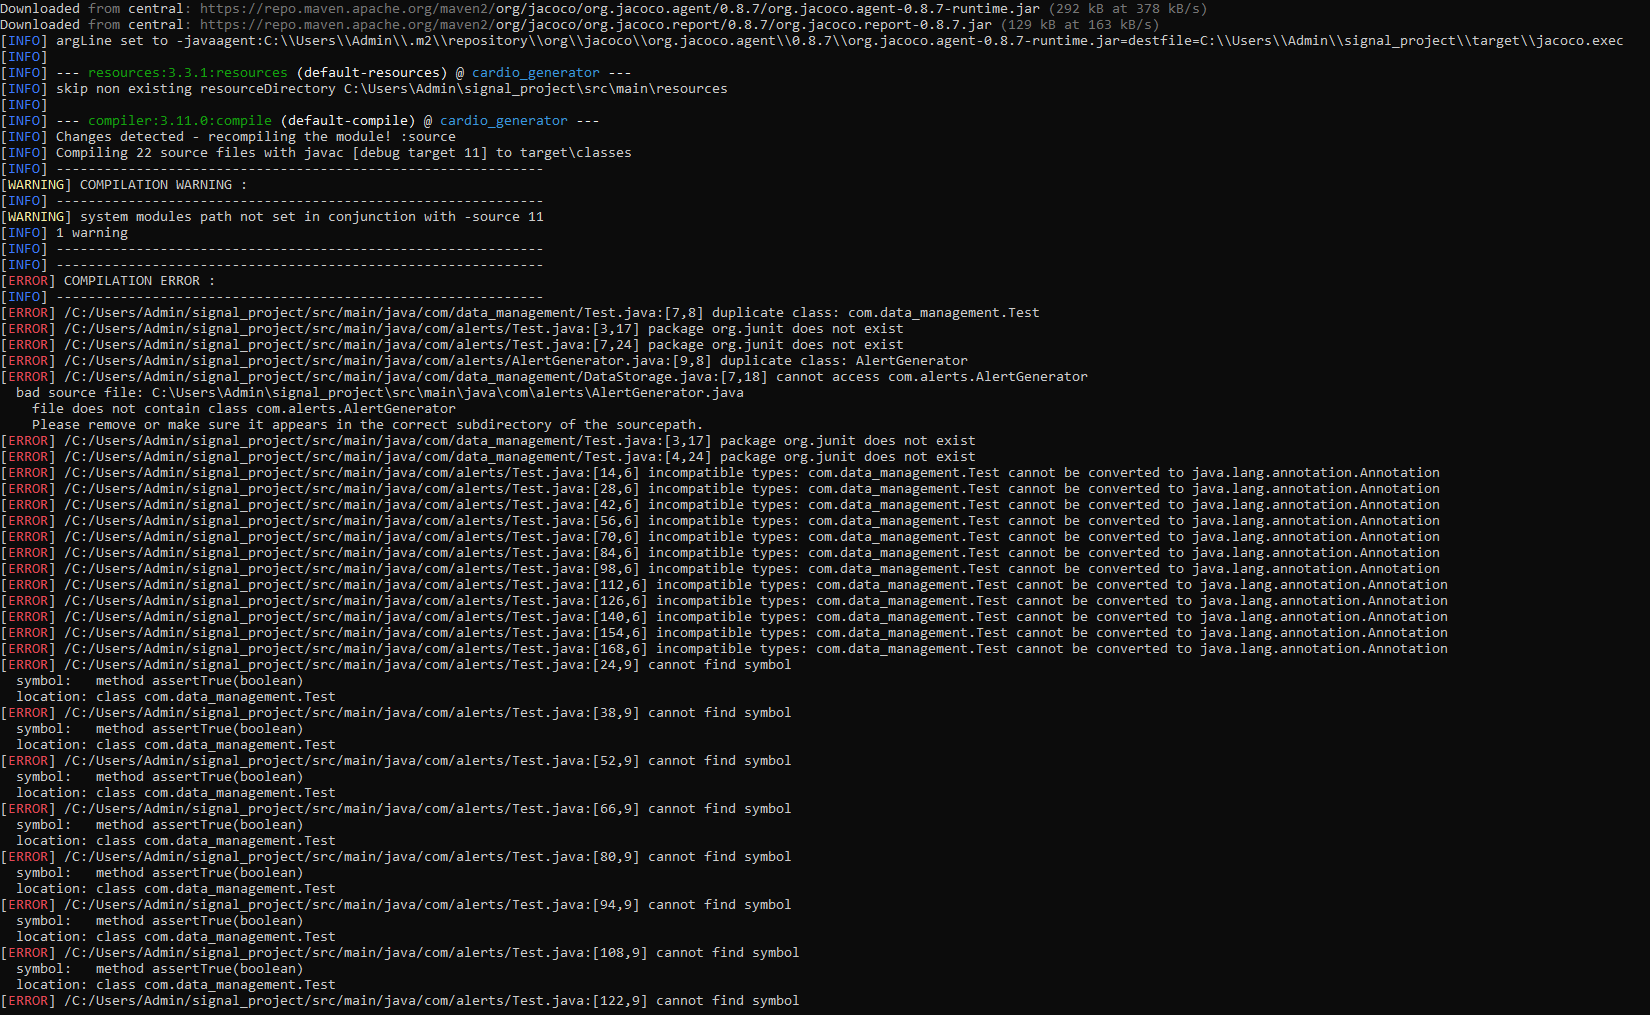 Downloaded from central: https://repo.maven.apache.org/maven2/org/jacoco/org.jacoco.agent/0.8.7/org.jacoco.agent-0.8.7-runtime.jar (292 kB at 378 kB/s)
Downloaded from central: https://repo.maven.apache.org/maven2/org/jacoco/org.jacoco.report/0.8.7/org.jacoco.report-0.8.7.jar (129 kB at 163 kB/s)
[INFO] argLine set to -javaagent:C:\\Users\\Admin\\.m2\\repository\\org\\jacoco\\org.jacoco.agent\\0.8.7\\org.jacoco.agent-0.8.7-runtime.jar=destfile=C:\\Users\\Admin\\signal_project\\target\\jacoco.exec
[INFO]
[INFO] --- resources:3.3.1:resources (default-resources) @ cardio_generator ---
[INFO] skip non existing resourceDirectory C:\Users\Admin\signal_project\src\main\resources
[INFO]
[INFO] --- compiler:3.11.0:compile (default-compile) @ cardio_generator ---
[INFO] Changes detected - recompiling the module! :source
[INFO] Compiling 22 source files with javac [debug target 11] to target\classes
[INFO] -------------------------------------------------------------
[WARNING] COMPILATION WARNING :
[INFO] -------------------------------------------------------------
[WARNING] system modules path not set in conjunction with -source 11
[INFO] 1 warning
[INFO] -------------------------------------------------------------
[INFO] -------------------------------------------------------------
[ERROR] COMPILATION ERROR :
[INFO] -------------------------------------------------------------
[ERROR] /C:/Users/Admin/signal_project/src/main/java/com/data_management/Test.java:[7,8] duplicate class: com.data_management.Test
[ERROR] /C:/Users/Admin/signal_project/src/main/java/com/alerts/Test.java:[3,17] package org.junit does not exist
[ERROR] /C:/Users/Admin/signal_project/src/main/java/com/alerts/Test.java:[7,24] package org.junit does not exist
[ERROR] /C:/Users/Admin/signal_project/src/main/java/com/alerts/AlertGenerator.java:[9,8] duplicate class: AlertGenerator
[ERROR] /C:/Users/Admin/signal_project/src/main/java/com/data_management/DataStorage.java:[7,18] cannot access com.alerts.AlertGenerator
bad source file: C:\Users\Admin\signal_project\src\main\java\com\alerts\AlertGenerator.java
file does not contain class com.alerts.AlertGenerator
Please remove or make sure it appears in the correct subdirectory of the sourcepath.
[ERROR] /C:/Users/Admin/signal_project/src/main/java/com/data_management/Test.java:[3,17] package org.junit does not exist
[ERROR] /C:/Users/Admin/signal_project/src/main/java/com/data_management/Test.java:[4,24] package org.junit does not exist
[ERROR] /C:/Users/Admin/signal_project/src/main/java/com/alerts/Test.java:[14,6] incompatible types: com.data_management.Test cannot be converted to java.lang.annotation.Annotation
[ERROR] /C:/Users/Admin/signal_project/src/main/java/com/alerts/Test.java:[28,6] incompatible types: com.data_management.Test cannot be converted to java.lang.annotation.Annotation
[ERROR] /C:/Users/Admin/signal_project/src/main/java/com/alerts/Test.java:[42,6] incompatible types: com.data_management.Test cannot be converted to java.lang.annotation.Annotation
[ERROR] /C:/Users/Admin/signal_project/src/main/java/com/alerts/Test.java:[56,6] incompatible types: com.data_management.Test cannot be converted to java.lang.annotation.Annotation
[ERROR] /C:/Users/Admin/signal_project/src/main/java/com/alerts/Test.java:[70,6] incompatible types: com.data_management.Test cannot be converted to java.lang.annotation.Annotation
[ERROR] /C:/Users/Admin/signal_project/src/main/java/com/alerts/Test.java:[84,6] incompatible types: com.data_management.Test cannot be converted to java.lang.annotation.Annotation
[ERROR] /C:/Users/Admin/signal_project/src/main/java/com/alerts/Test.java:[98,6] incompatible types: com.data_management.Test cannot be converted to java.lang.annotation.Annotation
[ERROR] /C:/Users/Admin/signal_project/src/main/java/com/alerts/Test.java:[112,6] incompatible types: com.data_management.Test cannot be converted to java.lang.annotation.Annotation
[ERROR] /C:/Users/Admin/signal_project/src/main/java/com/alerts/Test.java:[126,6] incompatible types: com.data_management.Test cannot be converted to java.lang.annotation.Annotation
[ERROR] /C:/Users/Admin/signal_project/src/main/java/com/alerts/Test.java:[140,6] incompatible types: com.data_management.Test cannot be converted to java.lang.annotation.Annotation
[ERROR] /C:/Users/Admin/signal_project/src/main/java/com/alerts/Test.java:[154,6] incompatible types: com.data_management.Test cannot be converted to java.lang.annotation.Annotation
[ERROR] /C:/Users/Admin/signal_project/src/main/java/com/alerts/Test.java:[168,6] incompatible types: com.data_management.Test cannot be converted to java.lang.annotation.Annotation
[ERROR] /C:/Users/Admin/signal_project/src/main/java/com/alerts/Test.java:[24,9] cannot find symbol
symbol:   method assertTrue(boolean)
location: class com.data_management.Test
[ERROR] /C:/Users/Admin/signal_project/src/main/java/com/alerts/Test.java:[38,9] cannot find symbol
symbol:   method assertTrue(boolean)
location: class com.data_management.Test
[ERROR] /C:/Users/Admin/signal_project/src/main/java/com/alerts/Test.java:[52,9] cannot find symbol
symbol:   method assertTrue(boolean)
location: class com.data_management.Test
[ERROR] /C:/Users/Admin/signal_project/src/main/java/com/alerts/Test.java:[66,9] cannot find symbol
symbol:   method assertTrue(boolean)
location: class com.data_management.Test
[ERROR] /C:/Users/Admin/signal_project/src/main/java/com/alerts/Test.java:[80,9] cannot find symbol
symbol:   method assertTrue(boolean)
location: class com.data_management.Test
[ERROR] /C:/Users/Admin/signal_project/src/main/java/com/alerts/Test.java:[94,9] cannot find symbol
symbol:   method assertTrue(boolean)
location: class com.data_management.Test
[ERROR] /C:/Users/Admin/signal_project/src/main/java/com/alerts/Test.java:[108,9] cannot find symbol
symbol:   method assertTrue(boolean)
location: class com.data_management.Test
[ERROR] /C:/Users/Admin/signal_project/src/main/java/com/alerts/Test.java:[122,9] cannot find symbol